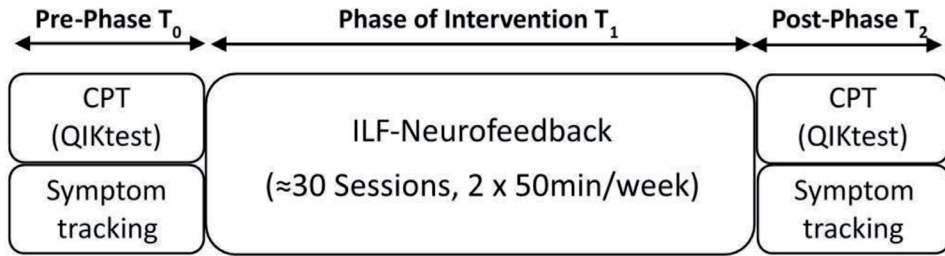 Pre-Phase T0
Phase of Intervention T1
Post-Phase T2
CPT
(QIKtest)
Symptom
tracking
ILF-Neurofeedback
(≈30 Sessions, 2 x 50min/week)
CPT
(QIKtest)
Symptom
tracking